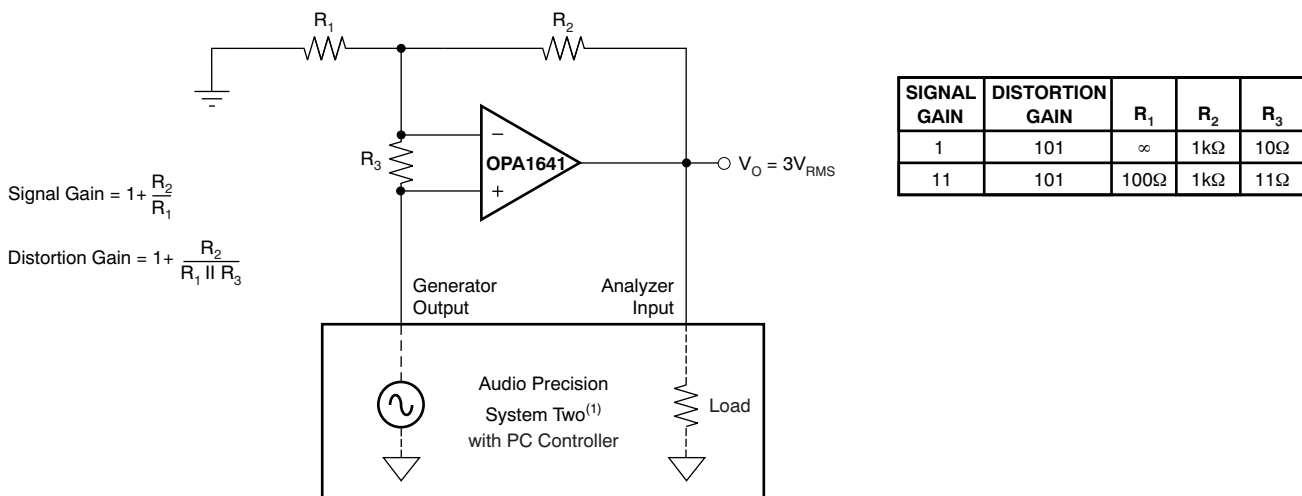 R1
R2
R3
−
+
OPA1641
VO = 3VRMS
Signal Gain = 1+ R2
R1
Distortion Gain = 1+ R2
R1 II R3
Generator
Output
Analyzer
Input
Audio Precision
System Two(1)
with PC Controller
Load
SIGNAL GAIN DISTORTION GAIN R1 R2 R3
1 101 ∞ 1kΩ 10Ω
11 101 100Ω 1kΩ 11Ω